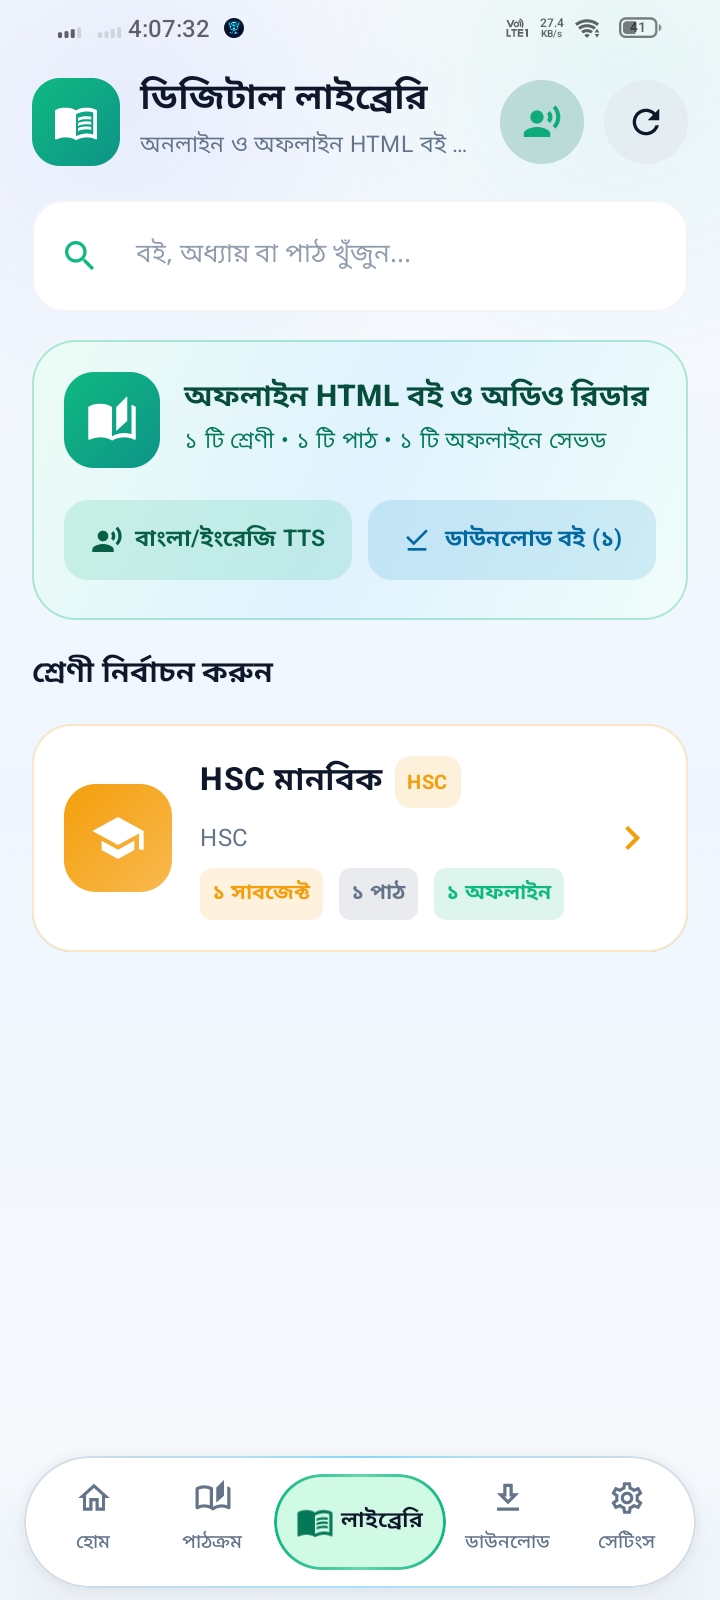 4:07:32
Vo) LTE1
27.4 KB/s
41
ডিজিটাল লাইব্রেরি
অনলাইন ও অফলাইন HTML বই ...
বই, অধ্যায় বা পাঠ খুঁজুন...
অফলাইন HTML বই ও অডিও রিডার
১ টি শ্রেণী • ১ টি পাঠ • ১ টি অফলাইনে সেভড
বাংলা/ইংরেজি TTS
ডাউনলোড বই (১)
শ্রেণী নির্বাচন করুন
HSC মানবিক HSC
HSC
১ সাবজেক্ট ১ পাঠ ১ অফলাইন
হোম পাঠক্রম লাইব্রেরি ডাউনলোড সেটিংস